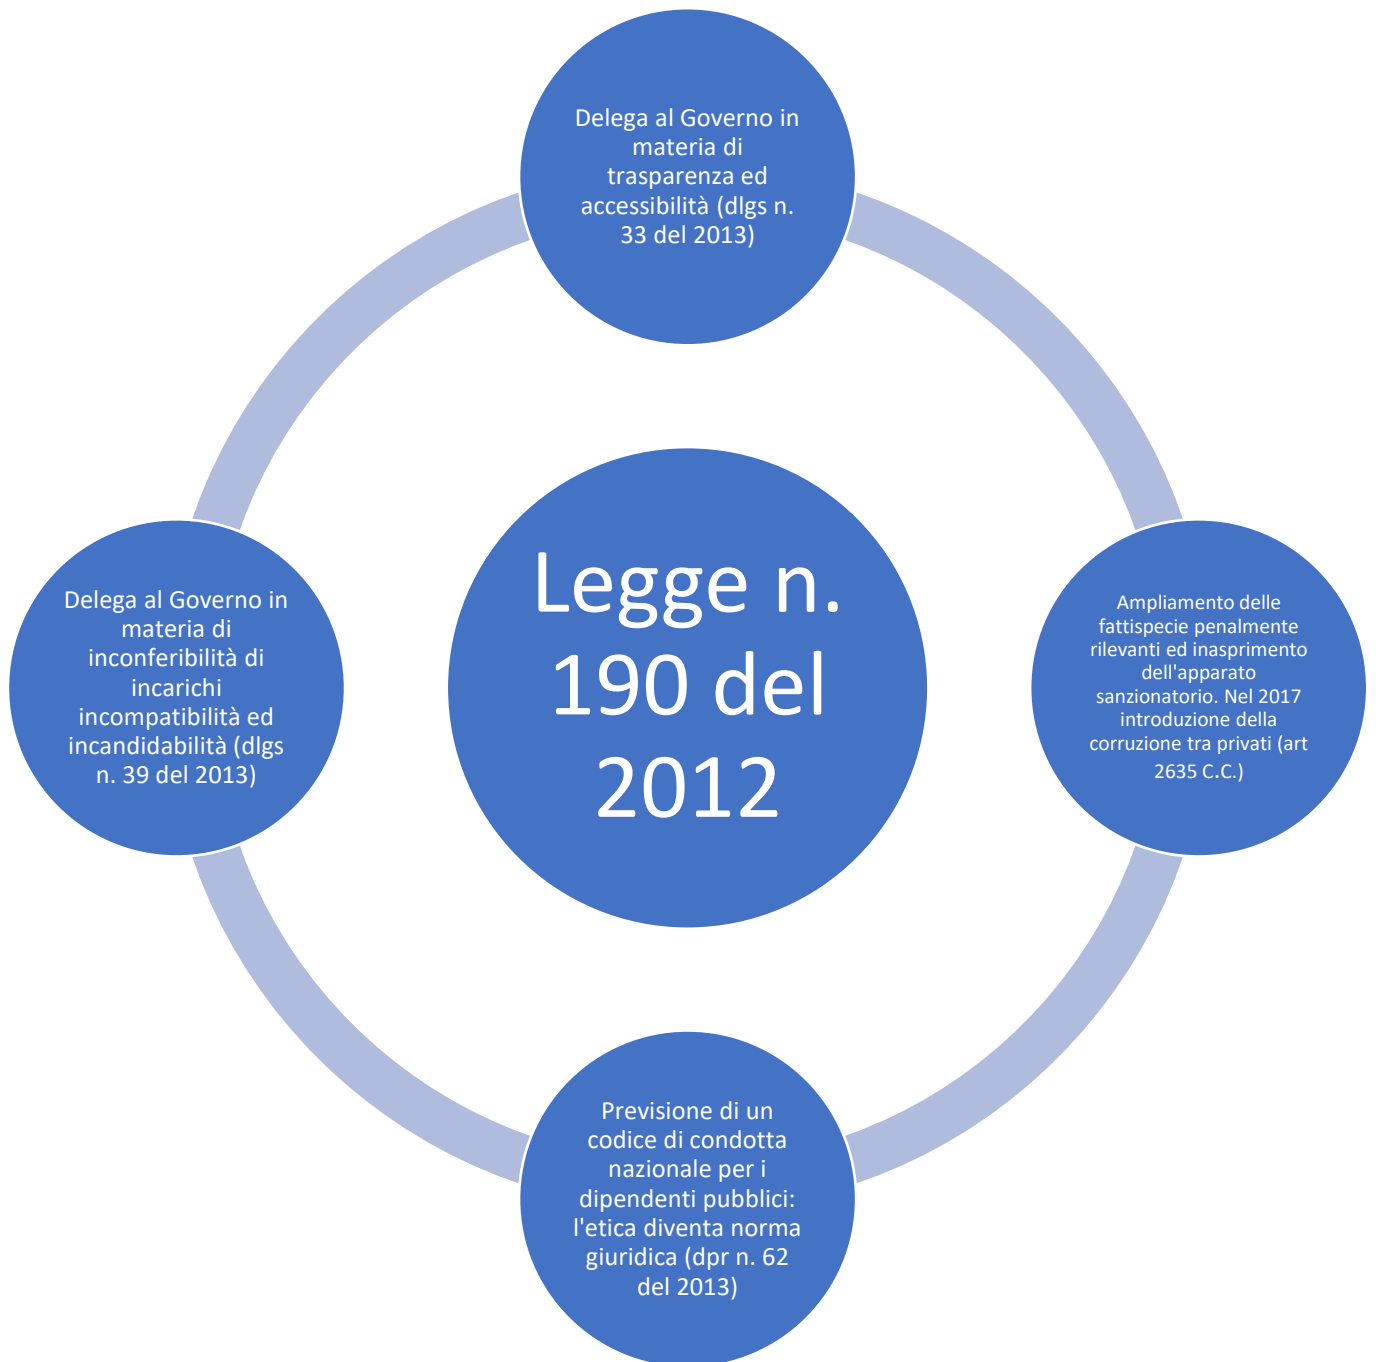 Delega al Governo in
materia di
trasparenza ed
accessibilità (dlgs n.
33 del 2013)
Legge n.
190 del
2012
Delega al Governo in
materia di
inconferibilità di
incarichi
incompatibilità ed
incandidabilità (dlgs
n. 39 del 2013)
Ampliamento delle
fattispecie penalmente
rilevanti ed inasprimento
dell'apparato
sanzionatorio. Nel 2017
introduzione della
corruzione tra privati (art
2635 C.C.)
Previsione di un
codice di condotta
nazionale per i
dipendenti pubblici:
l'etica diventa norma
giuridica (dpr n. 62
del 2013)